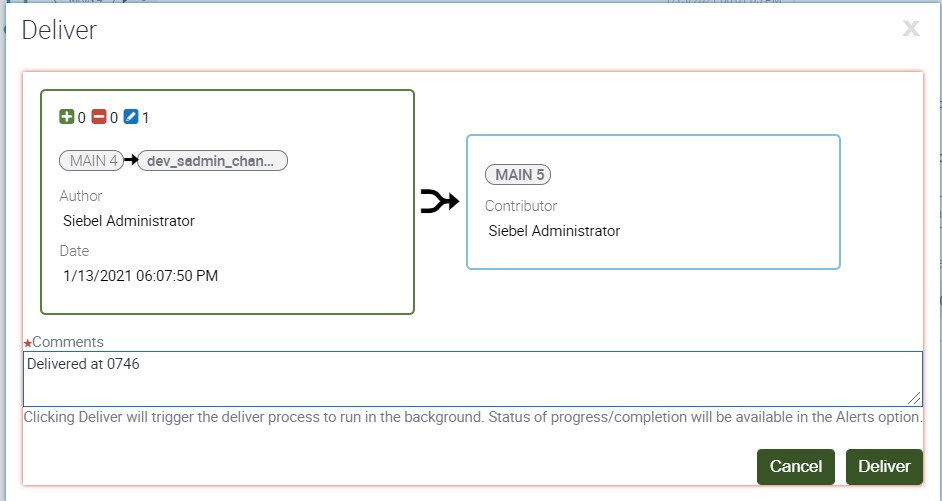 Deliver
X
0 0 1
MAIN 4 dev_sadmin_chan...
Author
Siebel Administrator
Date
1/13/2021 06:07:50 PM
MAIN 5
Contributor
Siebel Administrator
★Comments
Delivered at 0746
Clicking Deliver will trigger the deliver process to run in the background. Status of progress/completion will be available in the Alerts option.
Cancel Deliver